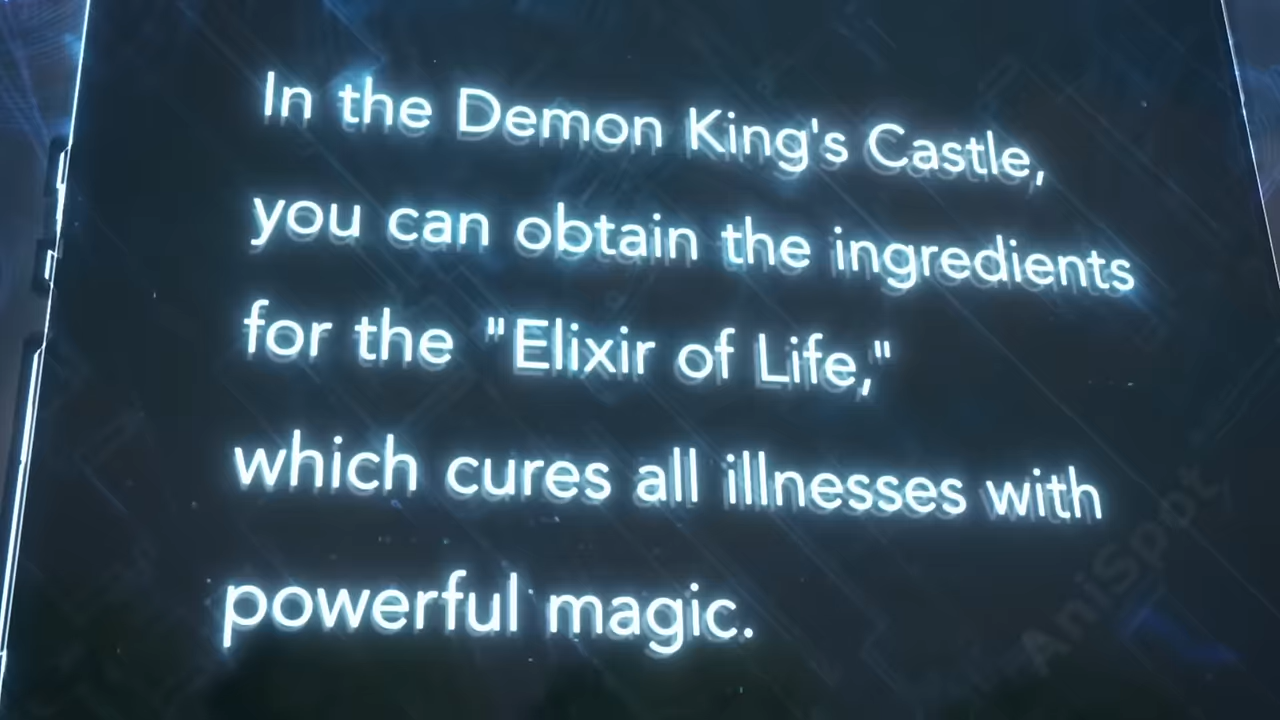 In the Demon King's Castle,
you can obtain the ingredients
for the "Elixir of Life,"
which cures all illnesses with
powerful magic.
AniSpot